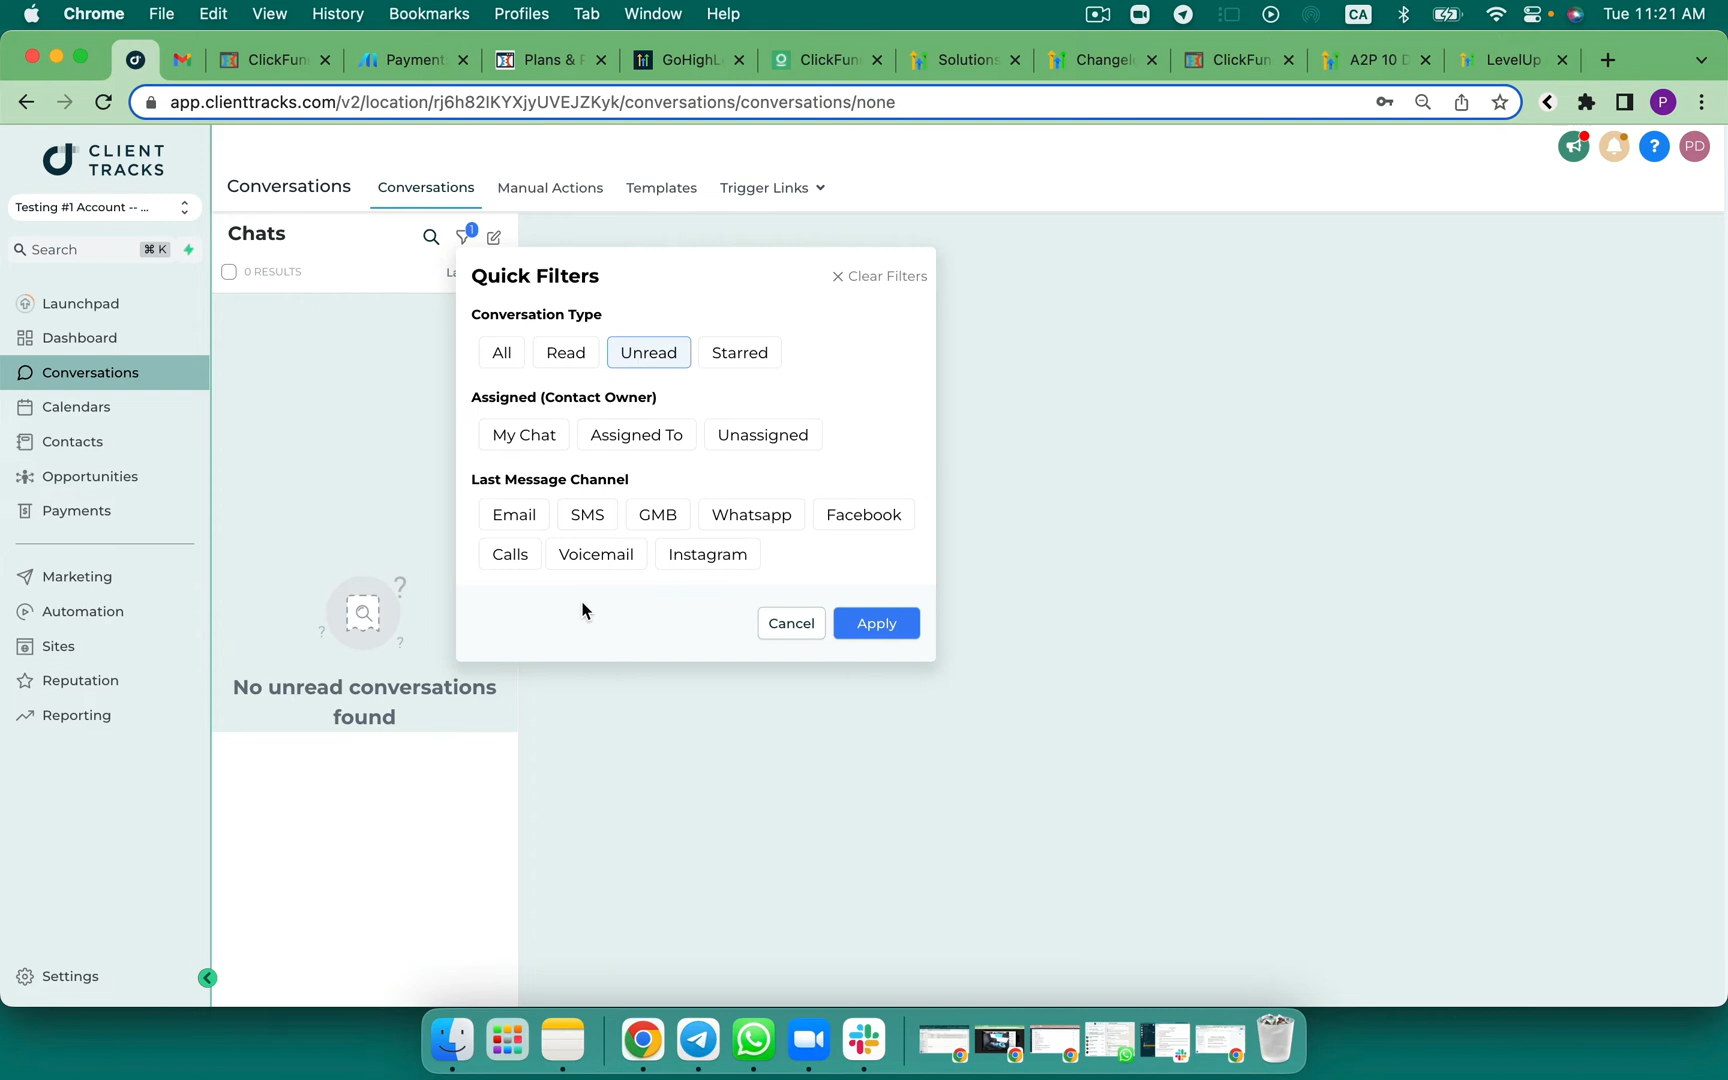 Chrome File Edit View History Bookmarks Profiles Tab Window Help CA Tue 11:21 AM
ClickFun Payment Plans & F GoHighL ClickFun Solutions Changel ClickFun A2P 10 D LevelUp
app.clienttracks.com/v2/location/rj6h82IKYXjyUVEJZKyk/conversations/conversations/none P
CLIENT
TRACKS
? PD
Conversations Conversations Manual Actions Templates Trigger Links
Testing #1 Account -- ...
Search ⌘ K
Launchpad
Dashboard
Conversations
Calendars
Contacts
Opportunities
Payments
Marketing
Automation
Sites
Reputation
Reporting
Settings
Chats 1
0 RESULTS La
Quick Filters Clear Filters
Conversation Type
All Read Unread Starred
Assigned (Contact Owner)
My Chat Assigned To Unassigned
Last Message Channel
Email SMS GMB Whatsapp Facebook
Calls Voicemail Instagram
Cancel Apply
No unread conversations
found